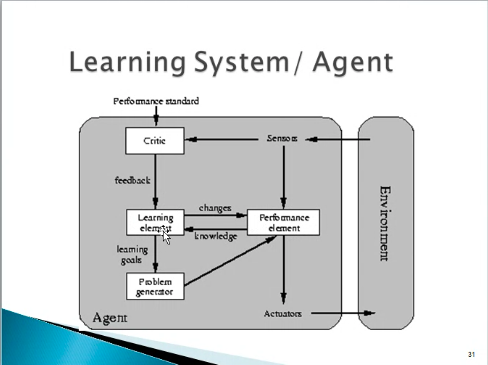 Learning System/ Agent
Performance standard
Critic
Sensors
feedback
changes
Learning
element
Performance
element
knowledge
learning
goals
Problem
generator
Agent
Actuators
Environment
31